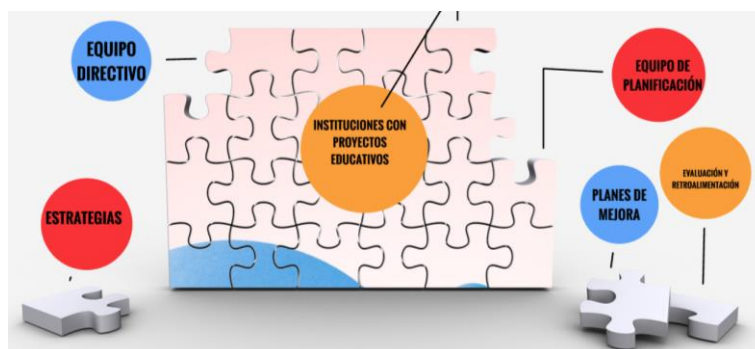 EQUIPO
DIRECTIVO
EQUIPO DE
PLANIFICACIÓN
INSTITUCIONES CON
PROYECTOS
EDUCATIVOS
EVALUACIÓN Y
RETROALIMENTACIÓN
PLANES DE
MEJORA
ESTRATEGIAS